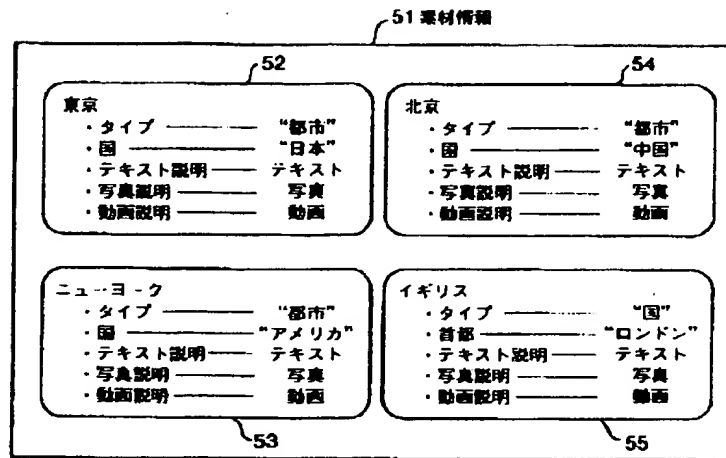 51 素材情報
52
東京
・タイプ "都市"
・国 "日本"
・テキスト説明 テキスト
・写真説明 写真
・動画説明 動画
54
北京
・タイプ "都市"
・国 "中国"
・テキスト説明 テキスト
・写真説明 写真
・動画説明 動画
ニューヨーク
・タイプ "都市"
・国 "アメリカ"
・テキスト説明 テキスト
・写真説明 写真
・動画説明 動画
53
イギリス
・タイプ "国"
・首都 "ロンドン"
・テキスト説明 テキスト
・写真説明 写真
・動画説明 動画
55